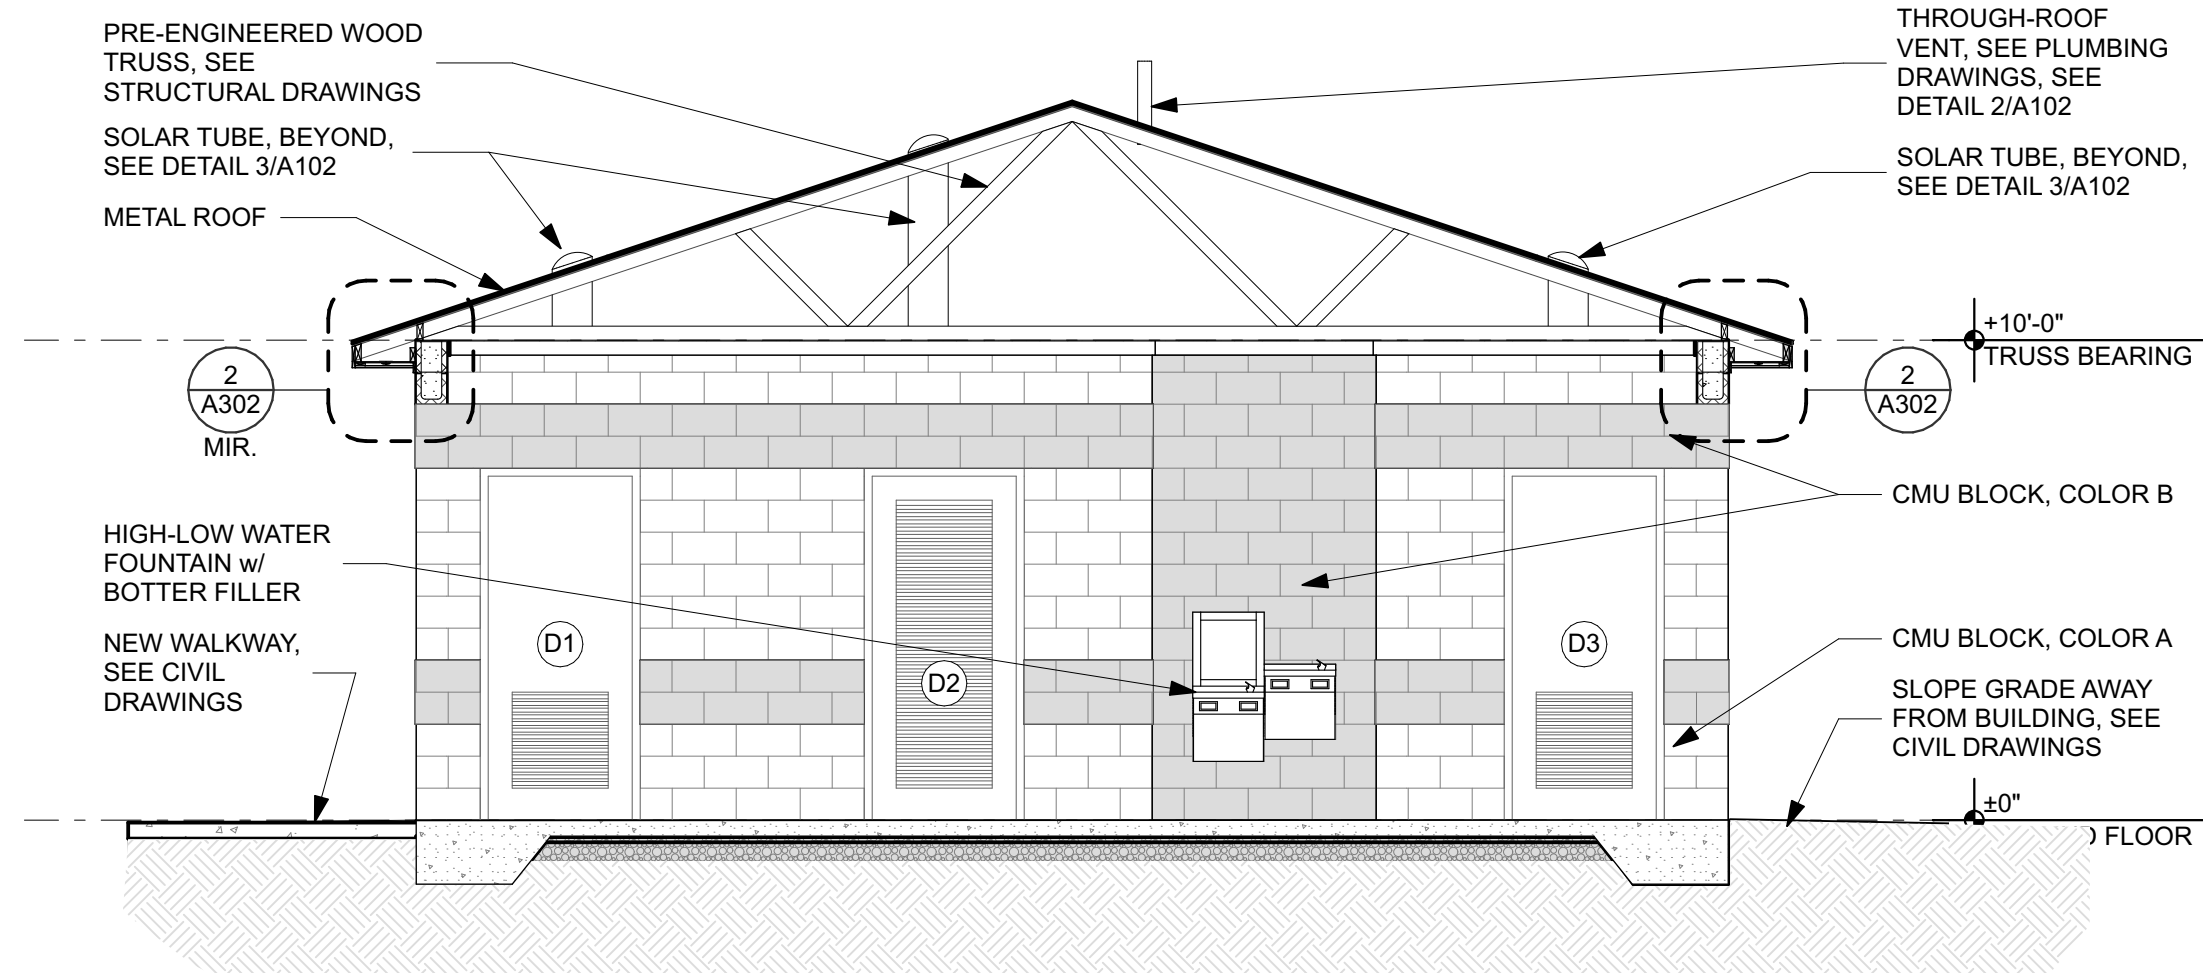 PRE-ENGINEERED WOOD
TRUSS, SEE
STRUCTURAL DRAWINGS
SOLAR TUBE, BEYOND,
SEE DETAIL 3/A102
METAL ROOF
2
A302
MIR.
HIGH-LOW WATER
FOUNTAIN w/
BOTTER FILLER
NEW WALKWAY,
SEE CIVIL
DRAWINGS
D1
D2
D3
THROUGH-ROOF
VENT, SEE PLUMBING
DRAWINGS, SEE
DETAIL 2/A102
SOLAR TUBE, BEYOND,
SEE DETAIL 3/A102
+10'-0"
TRUSS BEARING
2
A302
CMU BLOCK, COLOR B
CMU BLOCK, COLOR A
SLOPE GRADE AWAY
FROM BUILDING, SEE
CIVIL DRAWINGS
±0"
FLOOR